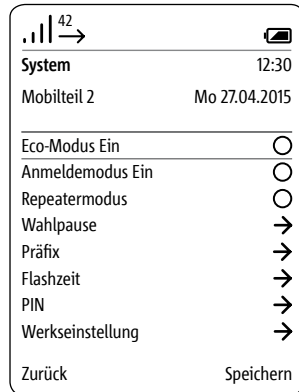 42
System 12:30
Mobilteil 2 Mo 27.04.2015
Eco-Modus Ein
Anmeldemodus Ein
Repeatermodus
Wahlpause
Präfix
Flashzeit
PIN
Werkseinstellung
Zurück Speichern